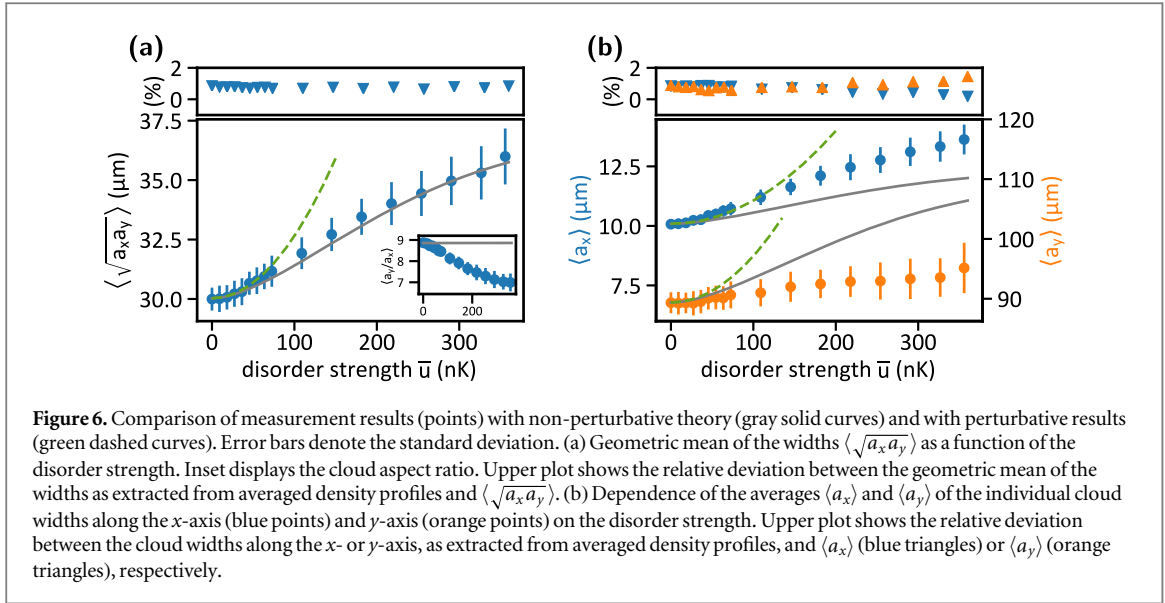 (a)
(b)
2
0
(%)
2
0
(%)
37.5
35.0
32.5
30.0
⟨√a_x a_y⟩ (μm)
9
8
7
⟨a_y/a_x⟩
0 200
0 100 200 300
disorder strength ū (nK)
12.5
10.0
7.5
⟨a_x⟩ (μm)
120
110
100
90
⟨a_y⟩ (μm)
0 100 200 300
disorder strength ū (nK)
Figure 6. Comparison of measurement results (points) with non-perturbative theory (gray solid curves) and with perturbative results
(green dashed curves). Error bars denote the standard deviation. (a) Geometric mean of the widths ⟨√a_x a_y⟩ as a function of the
disorder strength. Inset displays the cloud aspect ratio. Upper plot shows the relative deviation between the geometric mean of the
widths as extracted from averaged density profiles and ⟨√a_x a_y⟩. (b) Dependence of the averages ⟨a_x⟩ and ⟨a_y⟩ of the individual cloud
widths along the x-axis (blue points) and y-axis (orange points) on the disorder strength. Upper plot shows the relative deviation
between the cloud widths along the x- or y-axis, as extracted from averaged density profiles, and ⟨a_x⟩ (blue triangles) or ⟨a_y⟩ (orange
triangles), respectively.